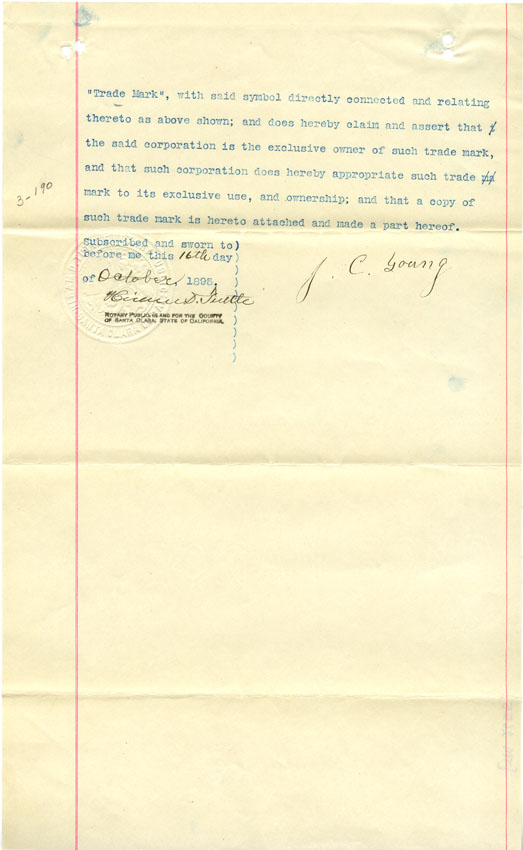 "Trade Mark", with said symbol directly connected and relating
thereto as above shown; and does hereby claim and assert that
the said corporation is the exclusive owner of such trade mark,
and that such corporation does hereby appropriate such trade
mark to its exclusive use, and ownership; and that a copy of
such trade mark is hereto attached and made a part hereof.
3-190
Subscribed and sworn to)
before me this 16th day)
of October, 1895.
J. C. Young
Hiram D. Tuttle
NOTARY PUBLIC, IN AND FOR THE COUNTY
OF SANTA CLARA, STATE OF CALIFORNIA.